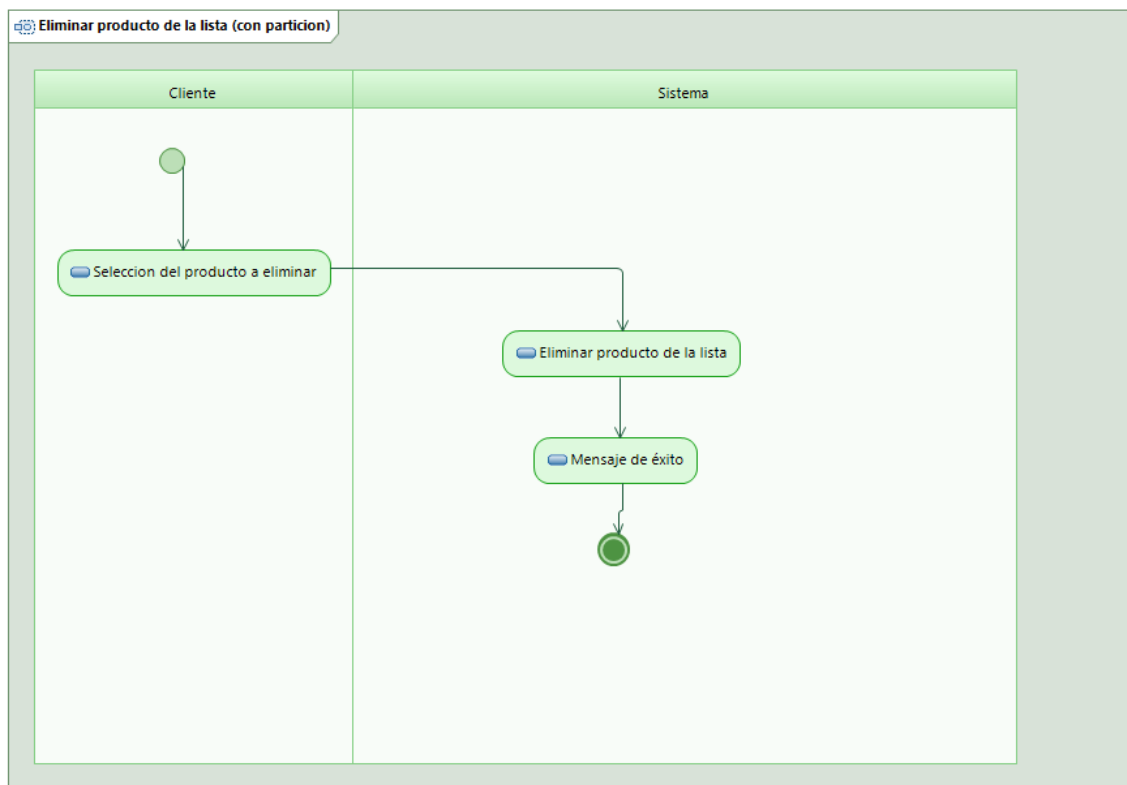 Eliminar producto de la lista (con particion)
Cliente
Sistema
Seleccion del producto a eliminar
Eliminar producto de la lista
Mensaje de éxito